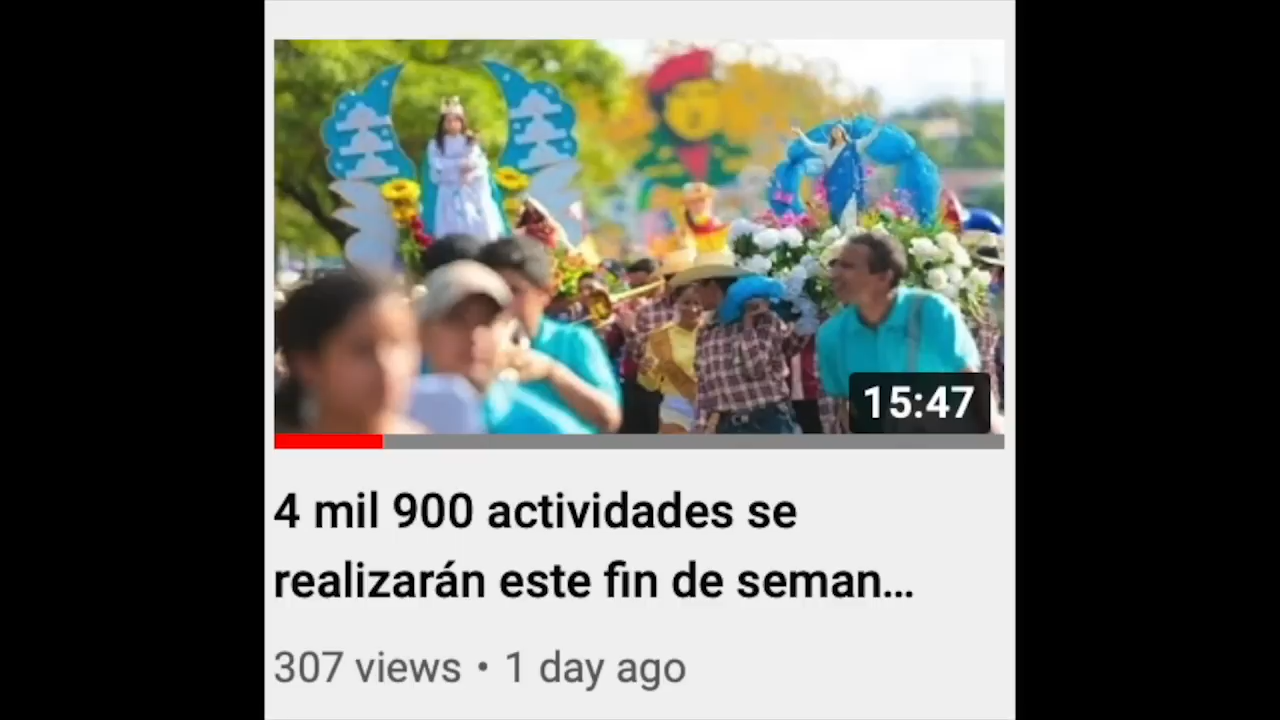 15:47
4 mil 900 actividades se
realizarán este fin de seman...
307 views • 1 day ago